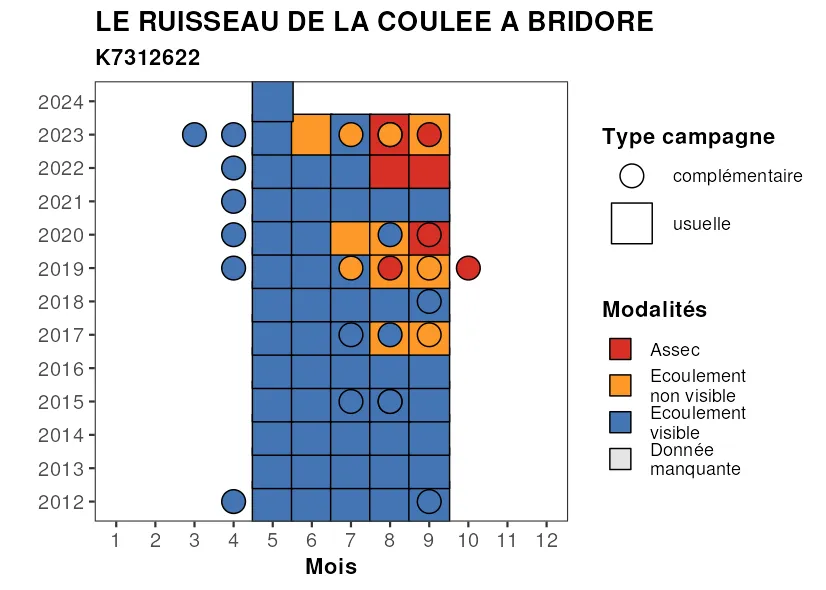 LE RUISSEAU DE LA COULEE A BRIDORE
K7312622
2024
2023
2022
2021
2020
2019
2018
2017
2016
2015
2014
2013
2012
1 2 3 4 5 6 7 8 9 10 11 12
Mois
Type campagne
complémentaire
usuelle
Modalités
Assec
Ecoulement
non visible
Ecoulement
visible
Donnée
manquante